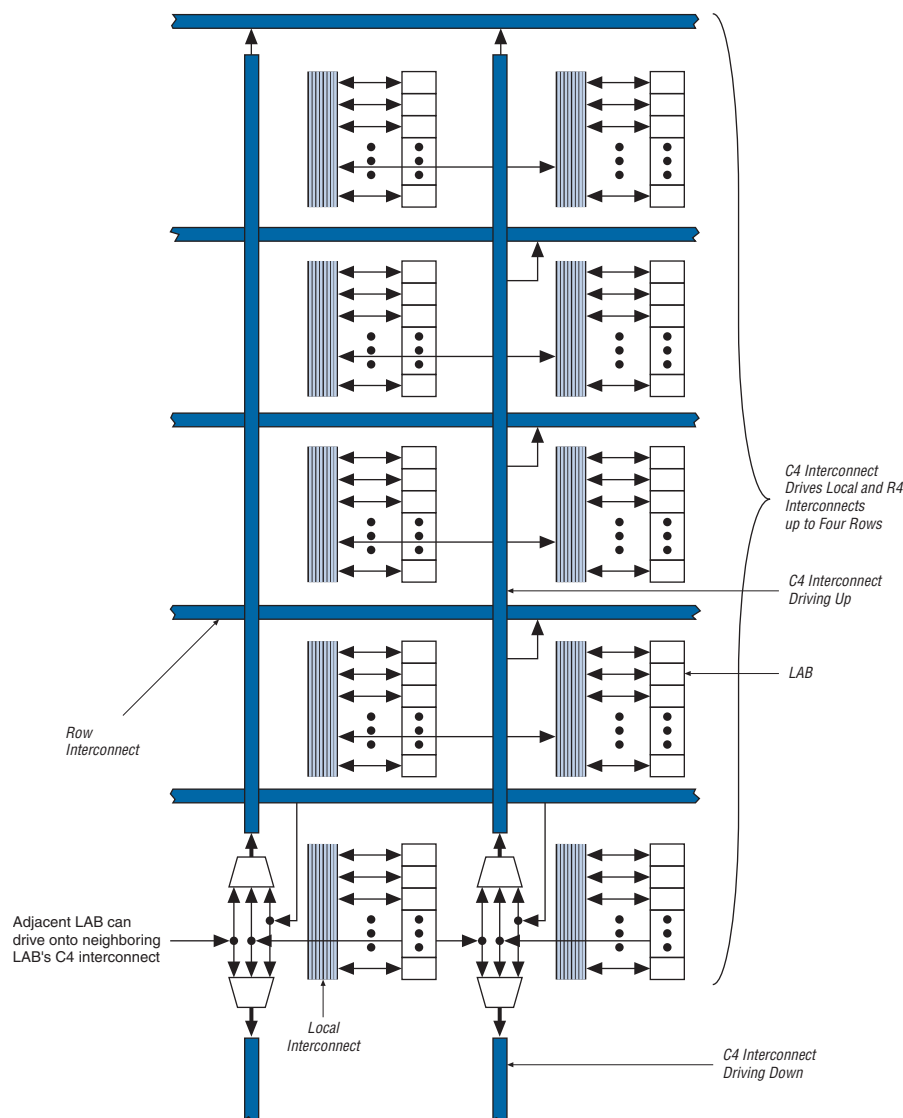 C4 Interconnect
Drives Local and R4
Interconnects
up to Four Rows
C4 Interconnect
Driving Up
LAB
Row
Interconnect
Adjacent LAB can
drive onto neighboring
LAB's C4 interconnect
Local
Interconnect
C4 Interconnect
Driving Down